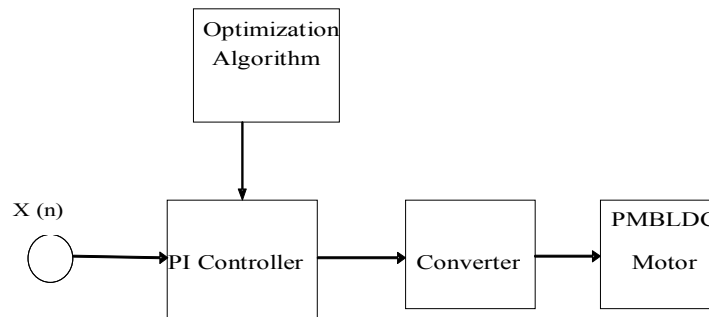 Optimization
Algorithm
X (n)
PI Controller
Converter
PMBLDC
Motor